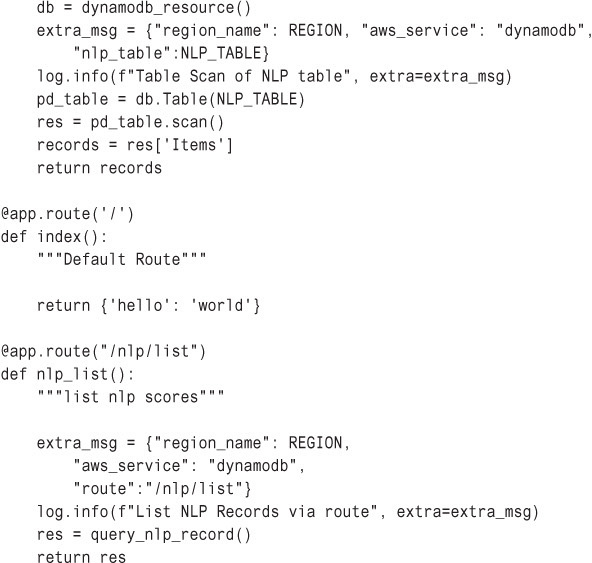 db = dynamodb_resource()
    extra_msg = {"region_name": REGION, "aws_service": "dynamodb",
        "nlp_table":NLP_TABLE}
    log.info(f"Table Scan of NLP table", extra=extra_msg)
    pd_table = db.Table(NLP_TABLE)
    res = pd_table.scan()
    records = res['Items']
    return records

@app.route('/')
def index():
    """Default Route"""

    return {'hello': 'world'}

@app.route("/nlp/list")
def nlp_list():
    """list nlp scores"""

    extra_msg = {"region_name": REGION,
        "aws_service": "dynamodb",
        "route":"/nlp/list"}
    log.info(f"List NLP Records via route", extra=extra_msg)
    res = query_nlp_record()
    return res